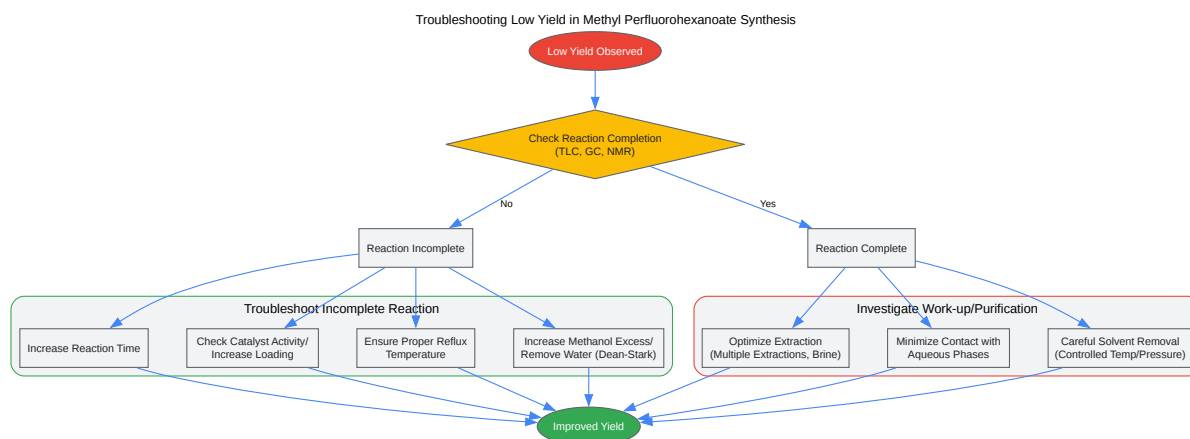 Troubleshooting Low Yield in Methyl Perfluorohexanoate Synthesis
Low Yield Observed
Check Reaction Completion
(TLC, GC, NMR)
No
Yes
Reaction Incomplete
Reaction Complete
Troubleshoot Incomplete Reaction
Investigate Work-up/Purification
Increase Reaction Time
Check Catalyst Activity/
Increase Loading
Ensure Proper Reflux
Temperature
Increase Methanol Excess/
Remove Water (Dean-Stark)
Optimize Extraction
(Multiple Extractions, Brine)
Minimize Contact with
Aqueous Phases
Careful Solvent Removal
(Controlled Temp/Pressure)
Improved Yield